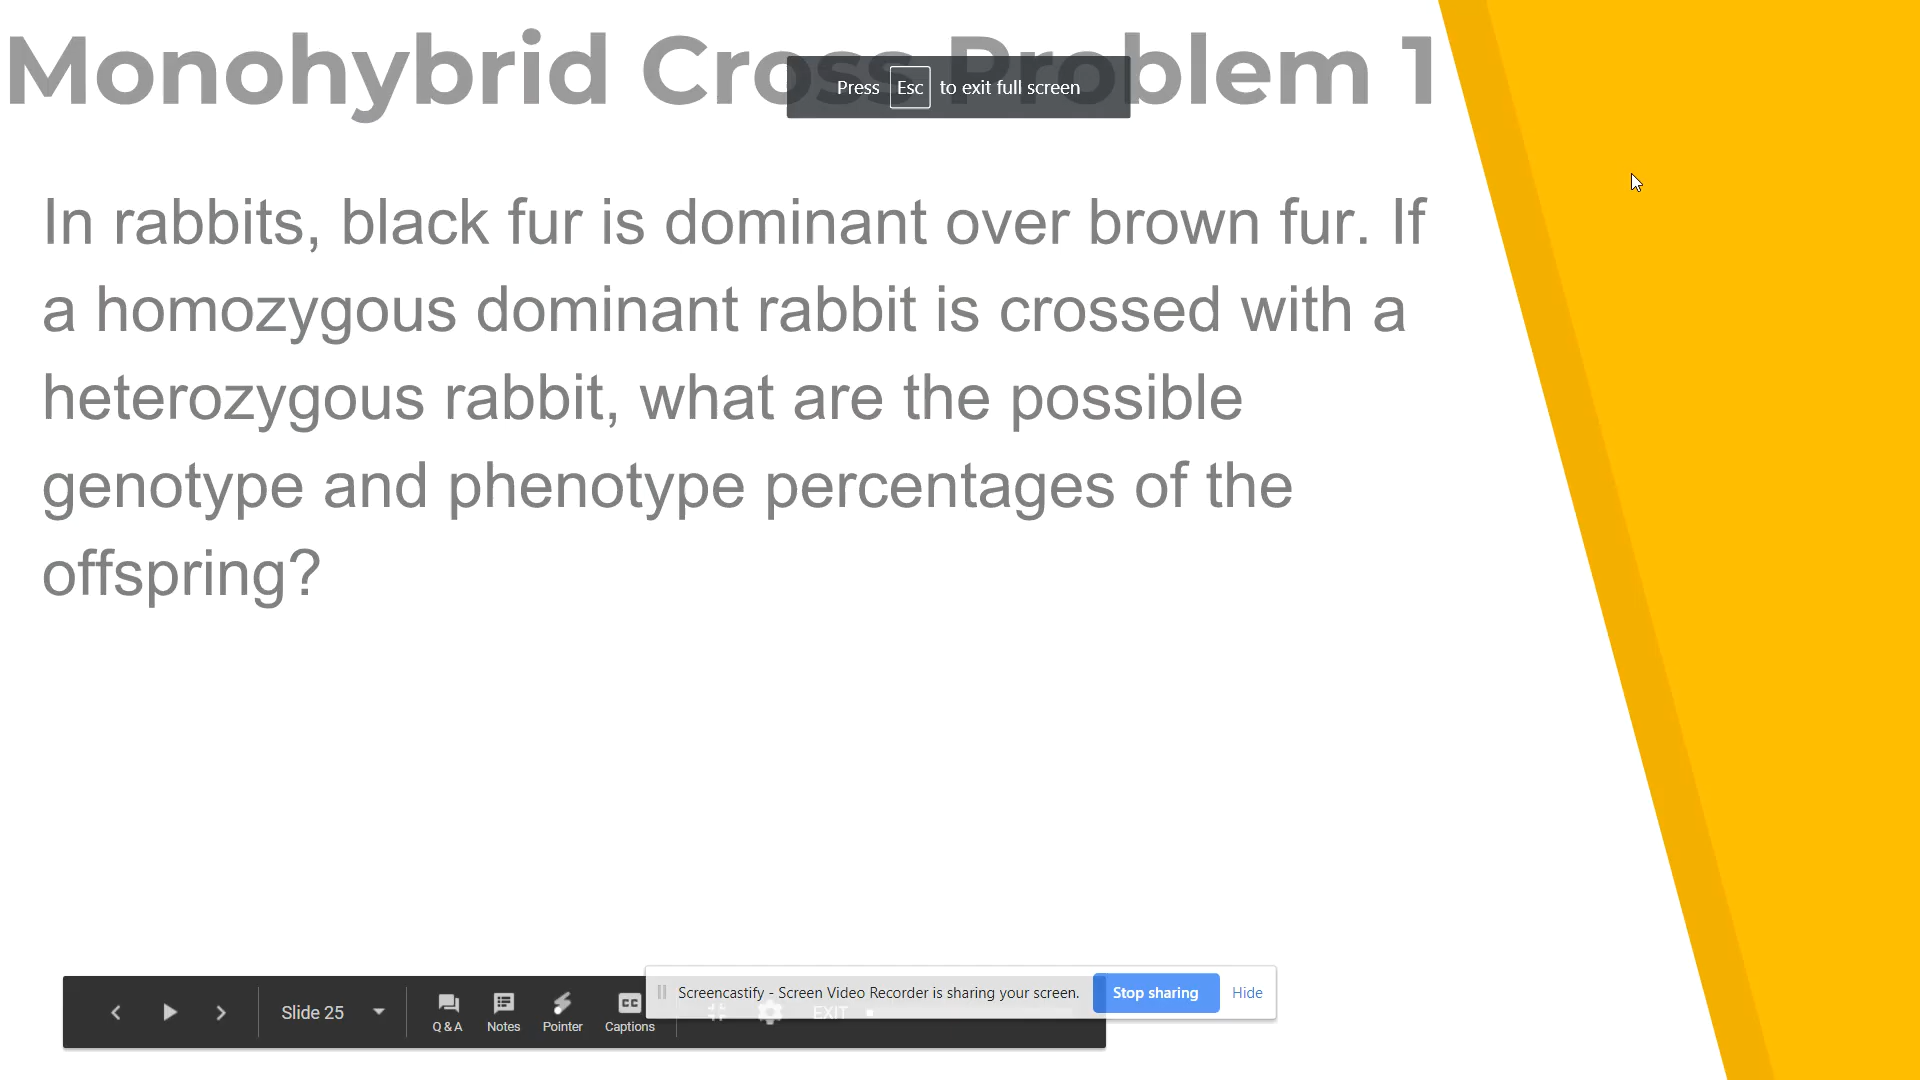 Monohybrid Cross Problem 1
Press Esc to exit full screen
In rabbits, black fur is dominant over brown fur. If
a homozygous dominant rabbit is crossed with a
heterozygous rabbit, what are the possible
genotype and phenotype percentages of the
offspring?
Screencastify - Screen Video Recorder is sharing your screen. Stop sharing Hide
Slide 25 EXIT
Q & A Notes Pointer CC Captions